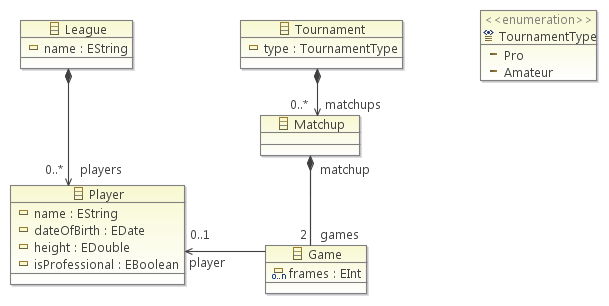 League
name : EString
Tournament
type : TournamentType
<<enumeration>>
TournamentType
Pro
Amateur
0..* matchups
Matchup
0..* players
matchup
Player
name : EString
dateOfBirth : EDate
height : EDouble
isProfessional : EBoolean
0..1
player
2 games
Game
0..n frames : EInt